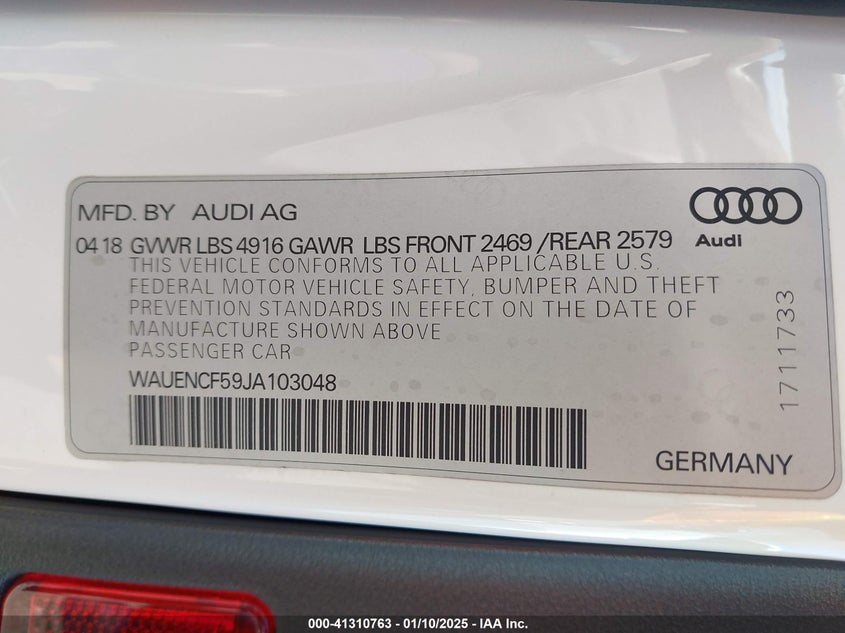 MFD. BY AUDI AG
Audi
04 18 GVWR LBS 4916 GAWR LBS FRONT 2469 /REAR 2579
THIS VEHICLE CONFORMS TO ALL APPLICABLE U.S.
FEDERAL MOTOR VEHICLE SAFETY, BUMPER AND THEFT
PREVENTION STANDARDS IN EFFECT ON THE DATE OF
MANUFACTURE SHOWN ABOVE
PASSENGER CAR
WAUENCF59JA103048
1711733
GERMANY
000-41310763 - 01/10/2025 - IAA Inc.